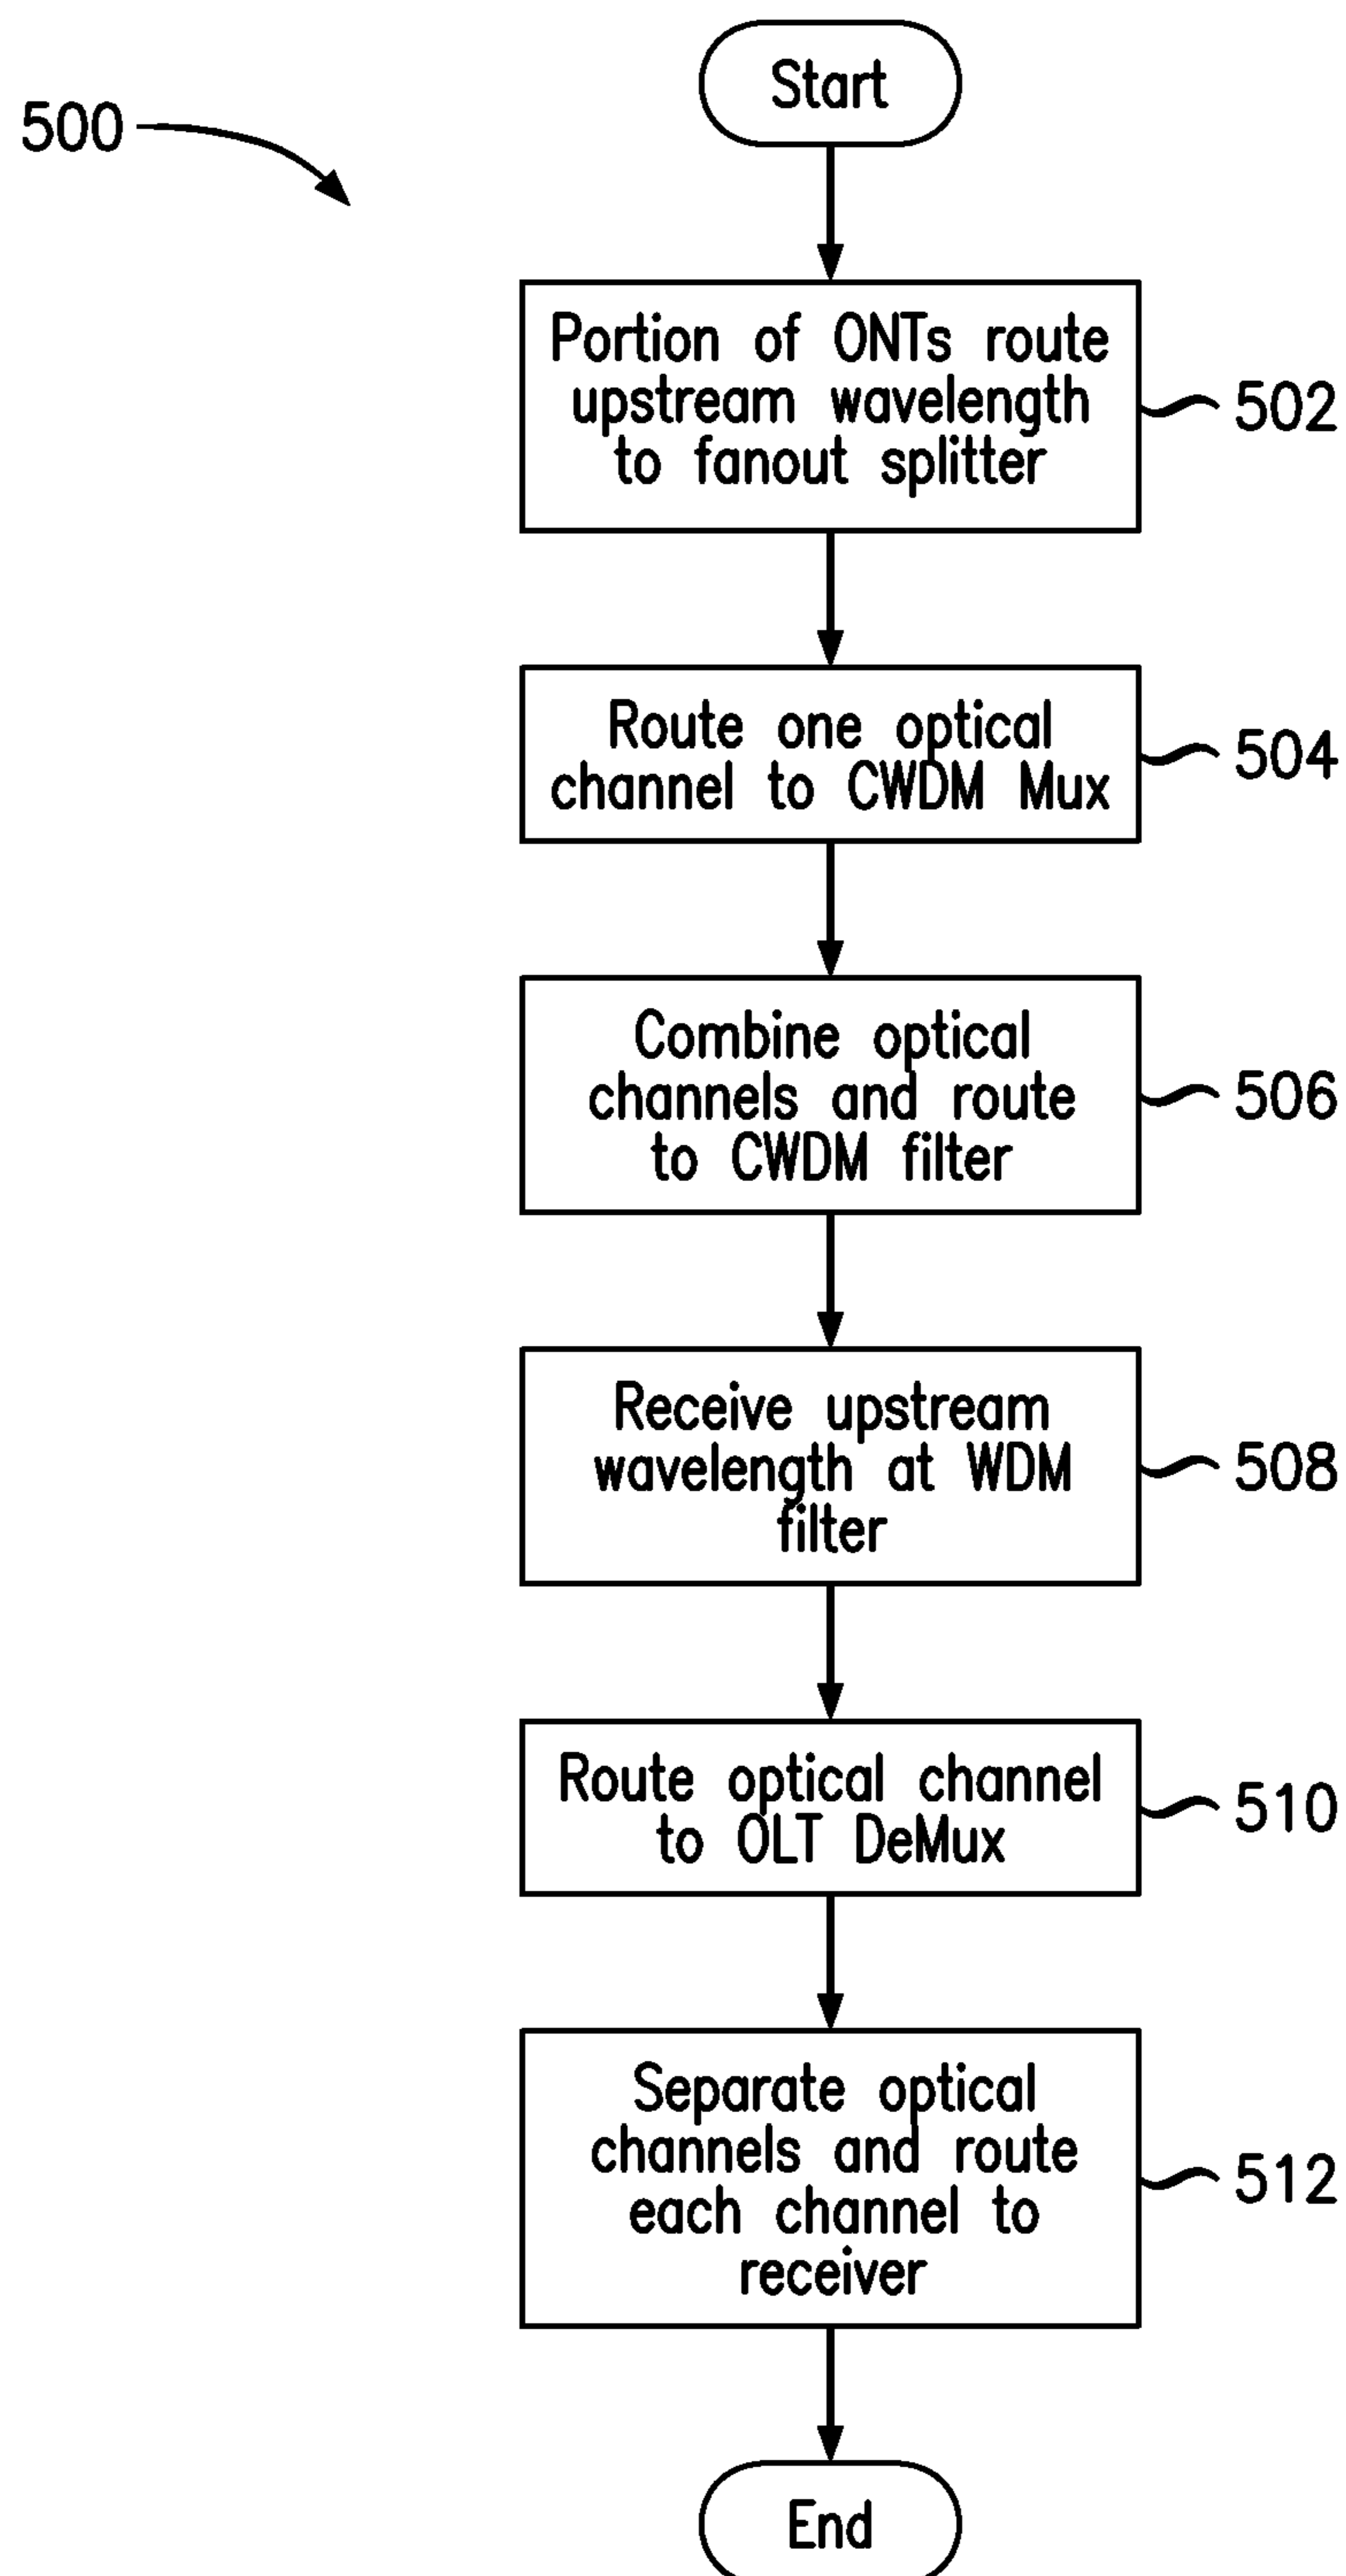 Start
500
Portion of ONTs route
upstream wavelength
to fanout splitter
502
Route one optical
channel to CWDM Mux
504
Combine optical
channels and route
to CWDM filter
506
Receive upstream
wavelength at WDM
filter
508
Route optical channel
to OLT DeMux
510
Separate optical
channels and route
each channel to
receiver
512
End